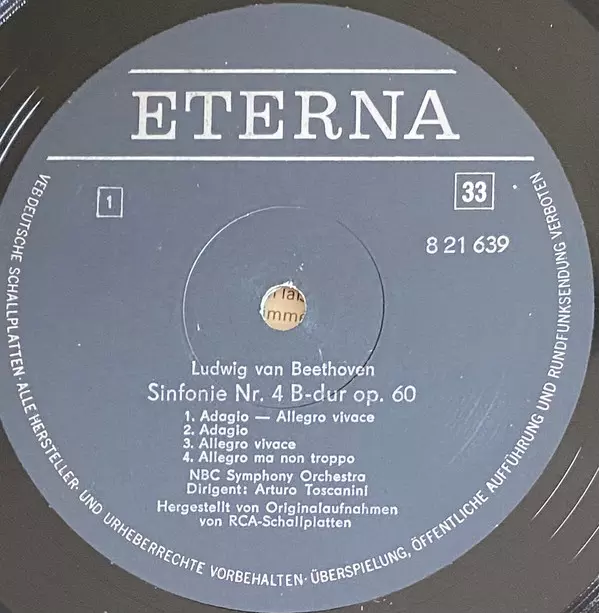 ETERNA
1
33
8 21 639
Ludwig van Beethoven
Sinfonie Nr. 4 B-dur op. 60
1. Adagio — Allegro vivace
2. Adagio
3. Allegro vivace
4. Allegro ma non troppo
NBC Symphony Orchestra
Dirigent: Arturo Toscanini
Hergestellt von Originalaufnahmen
von RCA-Schallplatten
VEB DEUTSCHE SCHALLPLATTEN · ALLE HERSTELLER- UND URHEBERRECHTE VORBEHALTEN · ÜBERSPIELUNG, ÖFFENTLICHE AUFFÜHRUNG UND RUNDFUNKSENDUNG VERBOTEN